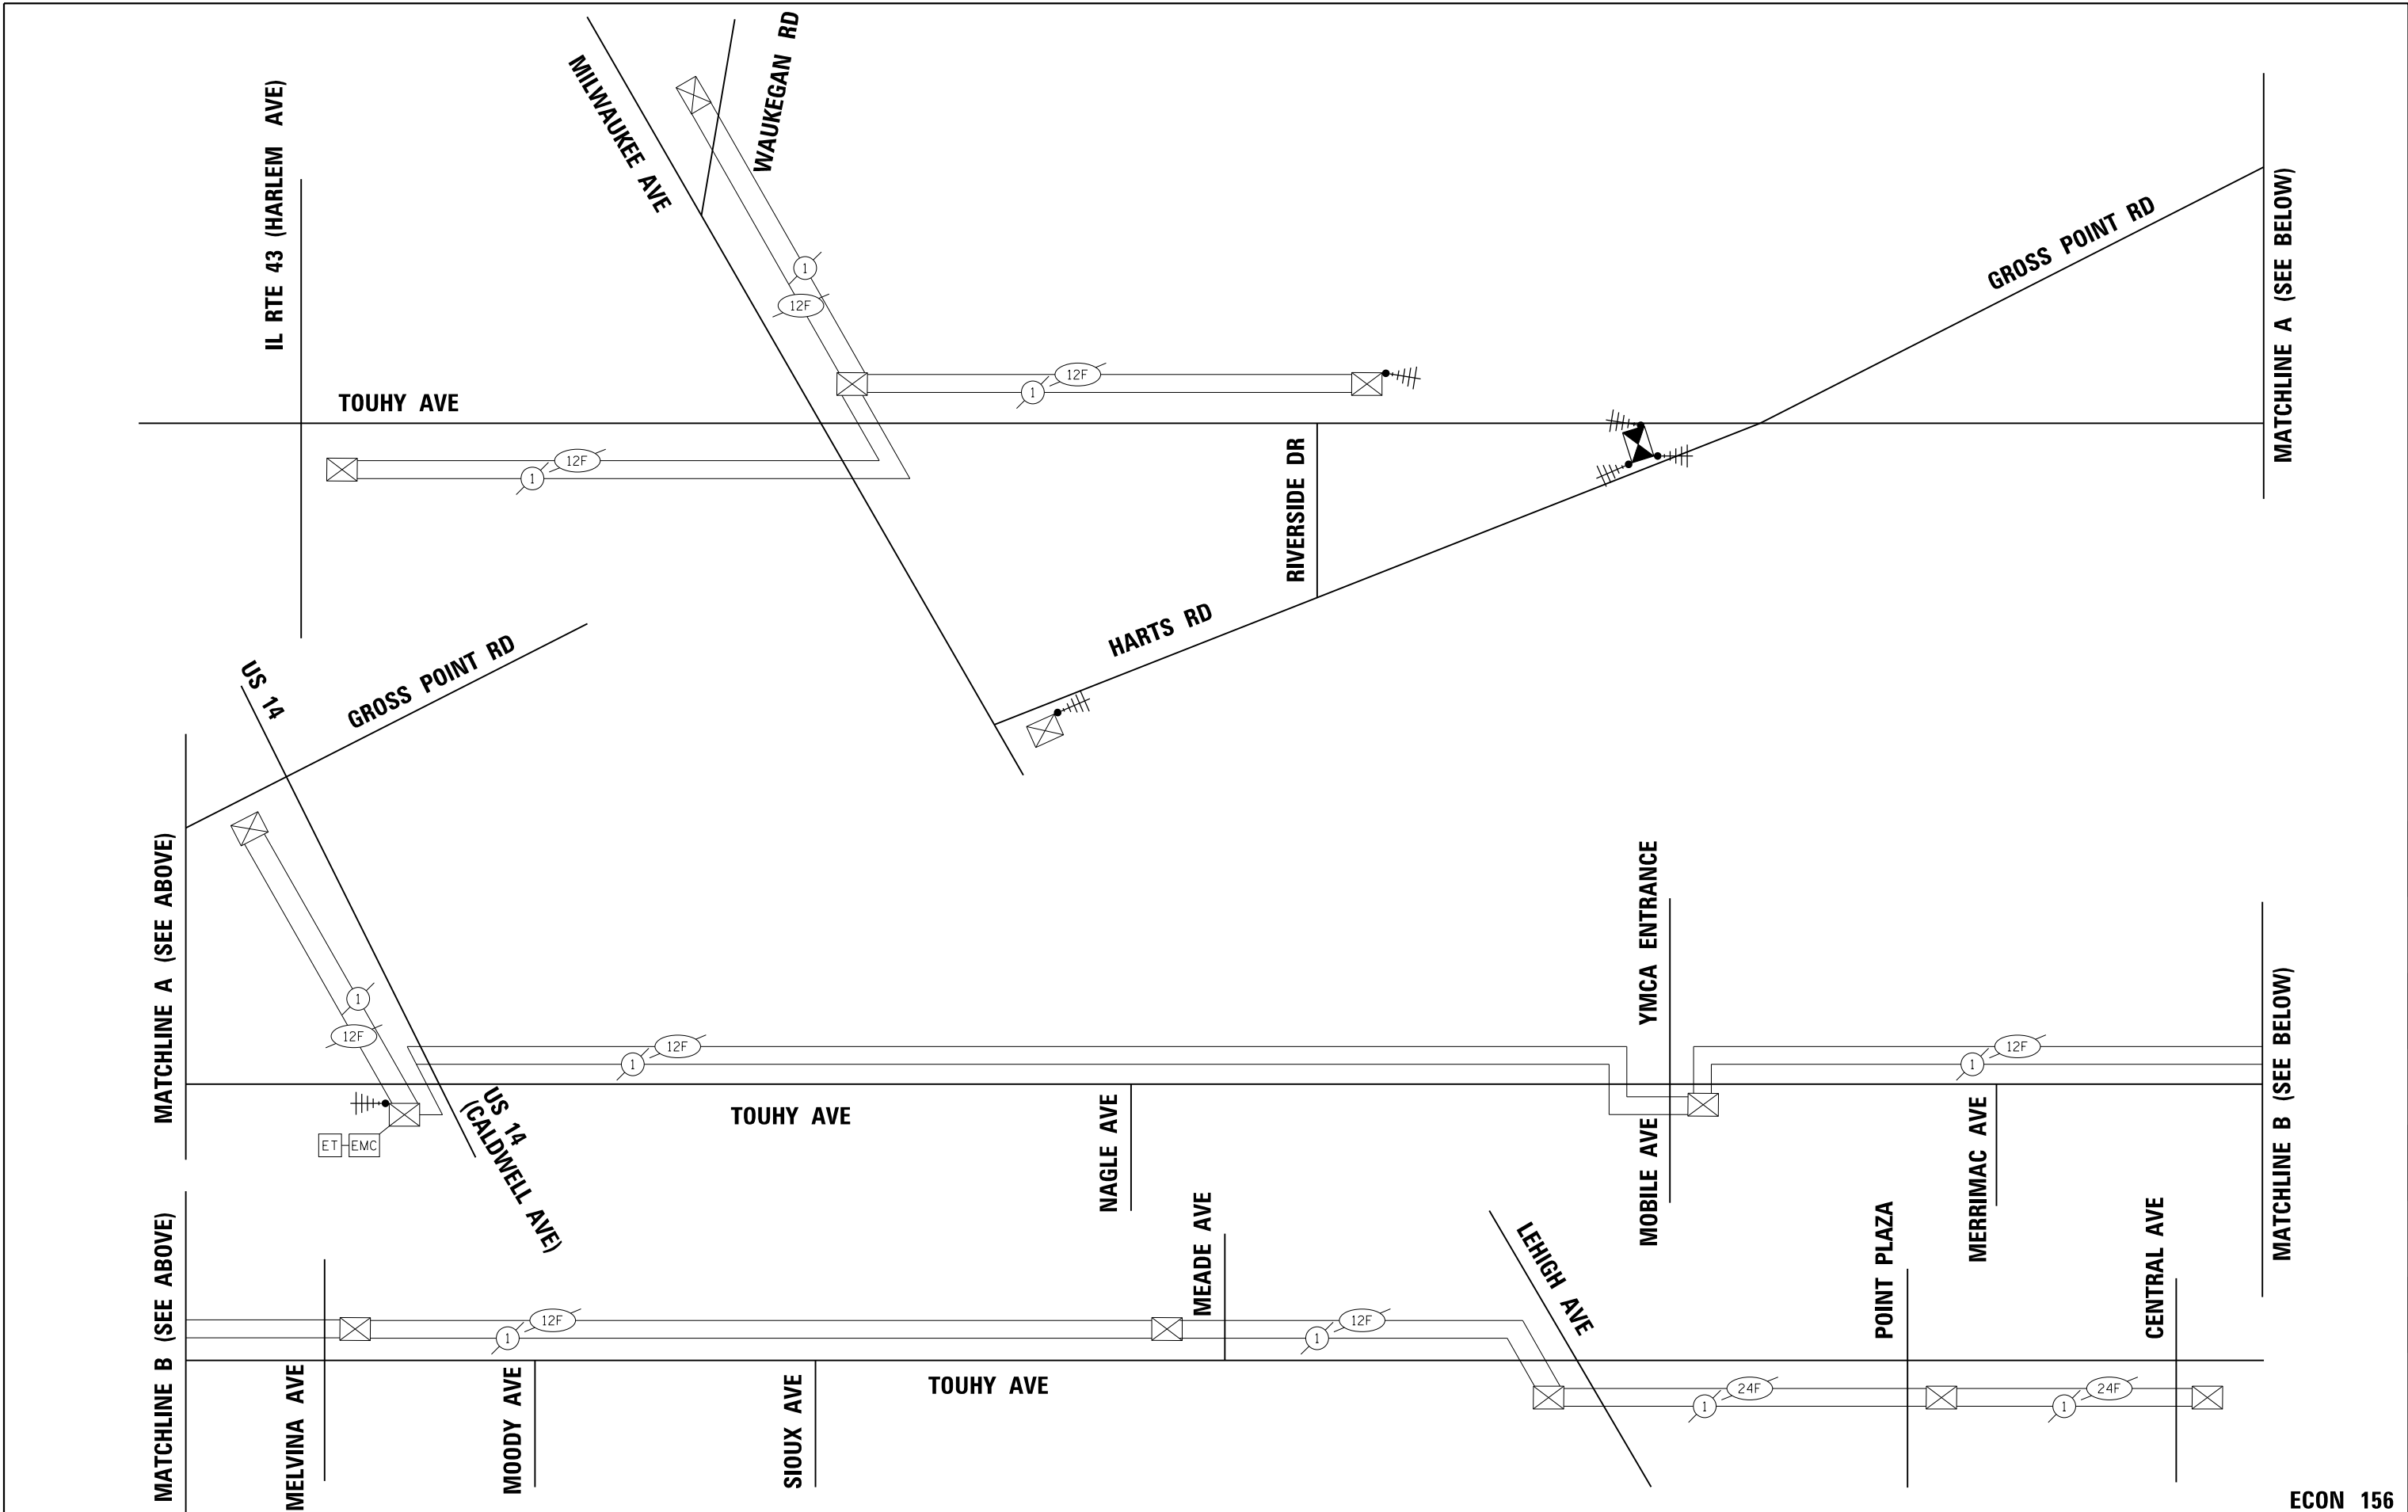 MILWAUKEE AVE
WAUKEGAN RD
IL RTE 43 (HARLEM AVE)
1
12F
GROSS POINT RD
MATCHLINE A (SEE BELOW)
12F
1
TOUHY AVE
12F
1
RIVERSIDE DR
HARTS RD
US 14
GROSS POINT RD
MATCHLINE A (SEE ABOVE)
YMCA ENTRANCE
1
12F
12F
1
12F
1
MATCHLINE B (SEE BELOW)
ET
EMC
US 14
(CALDWELL AVE)
TOUHY AVE
NAGLE AVE
MOBILE AVE
MERRIMAC AVE
MATCHLINE B (SEE ABOVE)
MEADE AVE
LEHIGH AVE
POINT PLAZA
CENTRAL AVE
12F
1
12F
1
MELVINA AVE
MOODY AVE
SIOUX AVE
TOUHY AVE
24F
1
24F
1
ECON 156